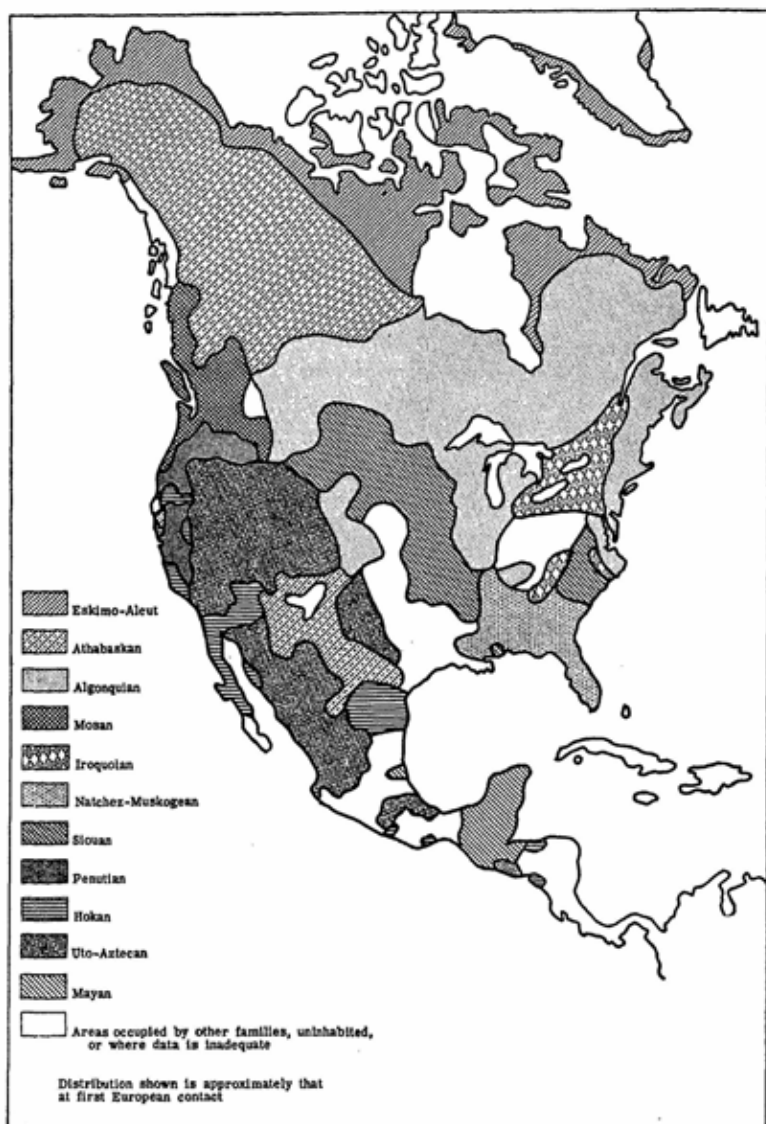 Eskimo-Aleut
Athabaskan
Algonquian
Mosan
Iroquoian
Natchez-Muskogean
Siouan
Penutian
Hokan
Uto-Aztecan
Mayan
Areas occupied by other families, uninhabited,
or where data is inadequate
Distribution shown is approximately that
at first European contact